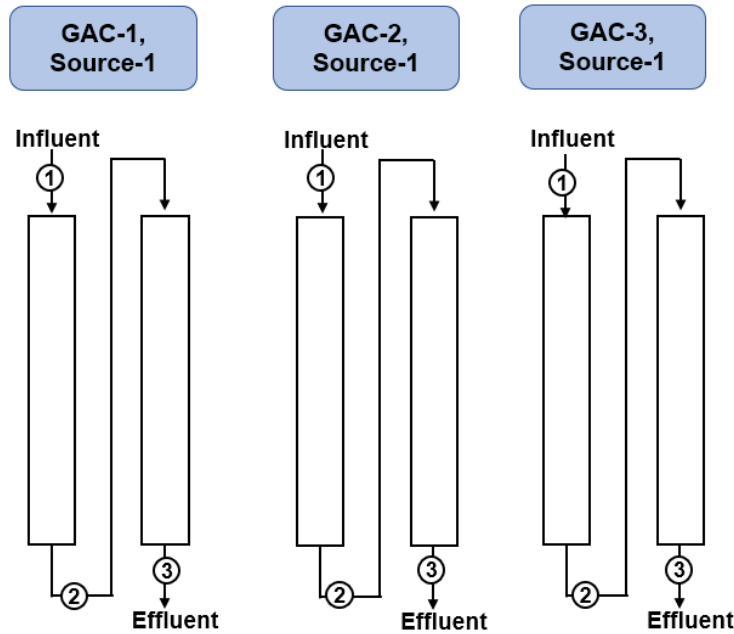 GAC-1,
Source-1
GAC-2,
Source-1
GAC-3,
Source-1
Influent
1
2
3
Effluent
Influent
1
2
3
Effluent
Influent
1
2
3
Effluent